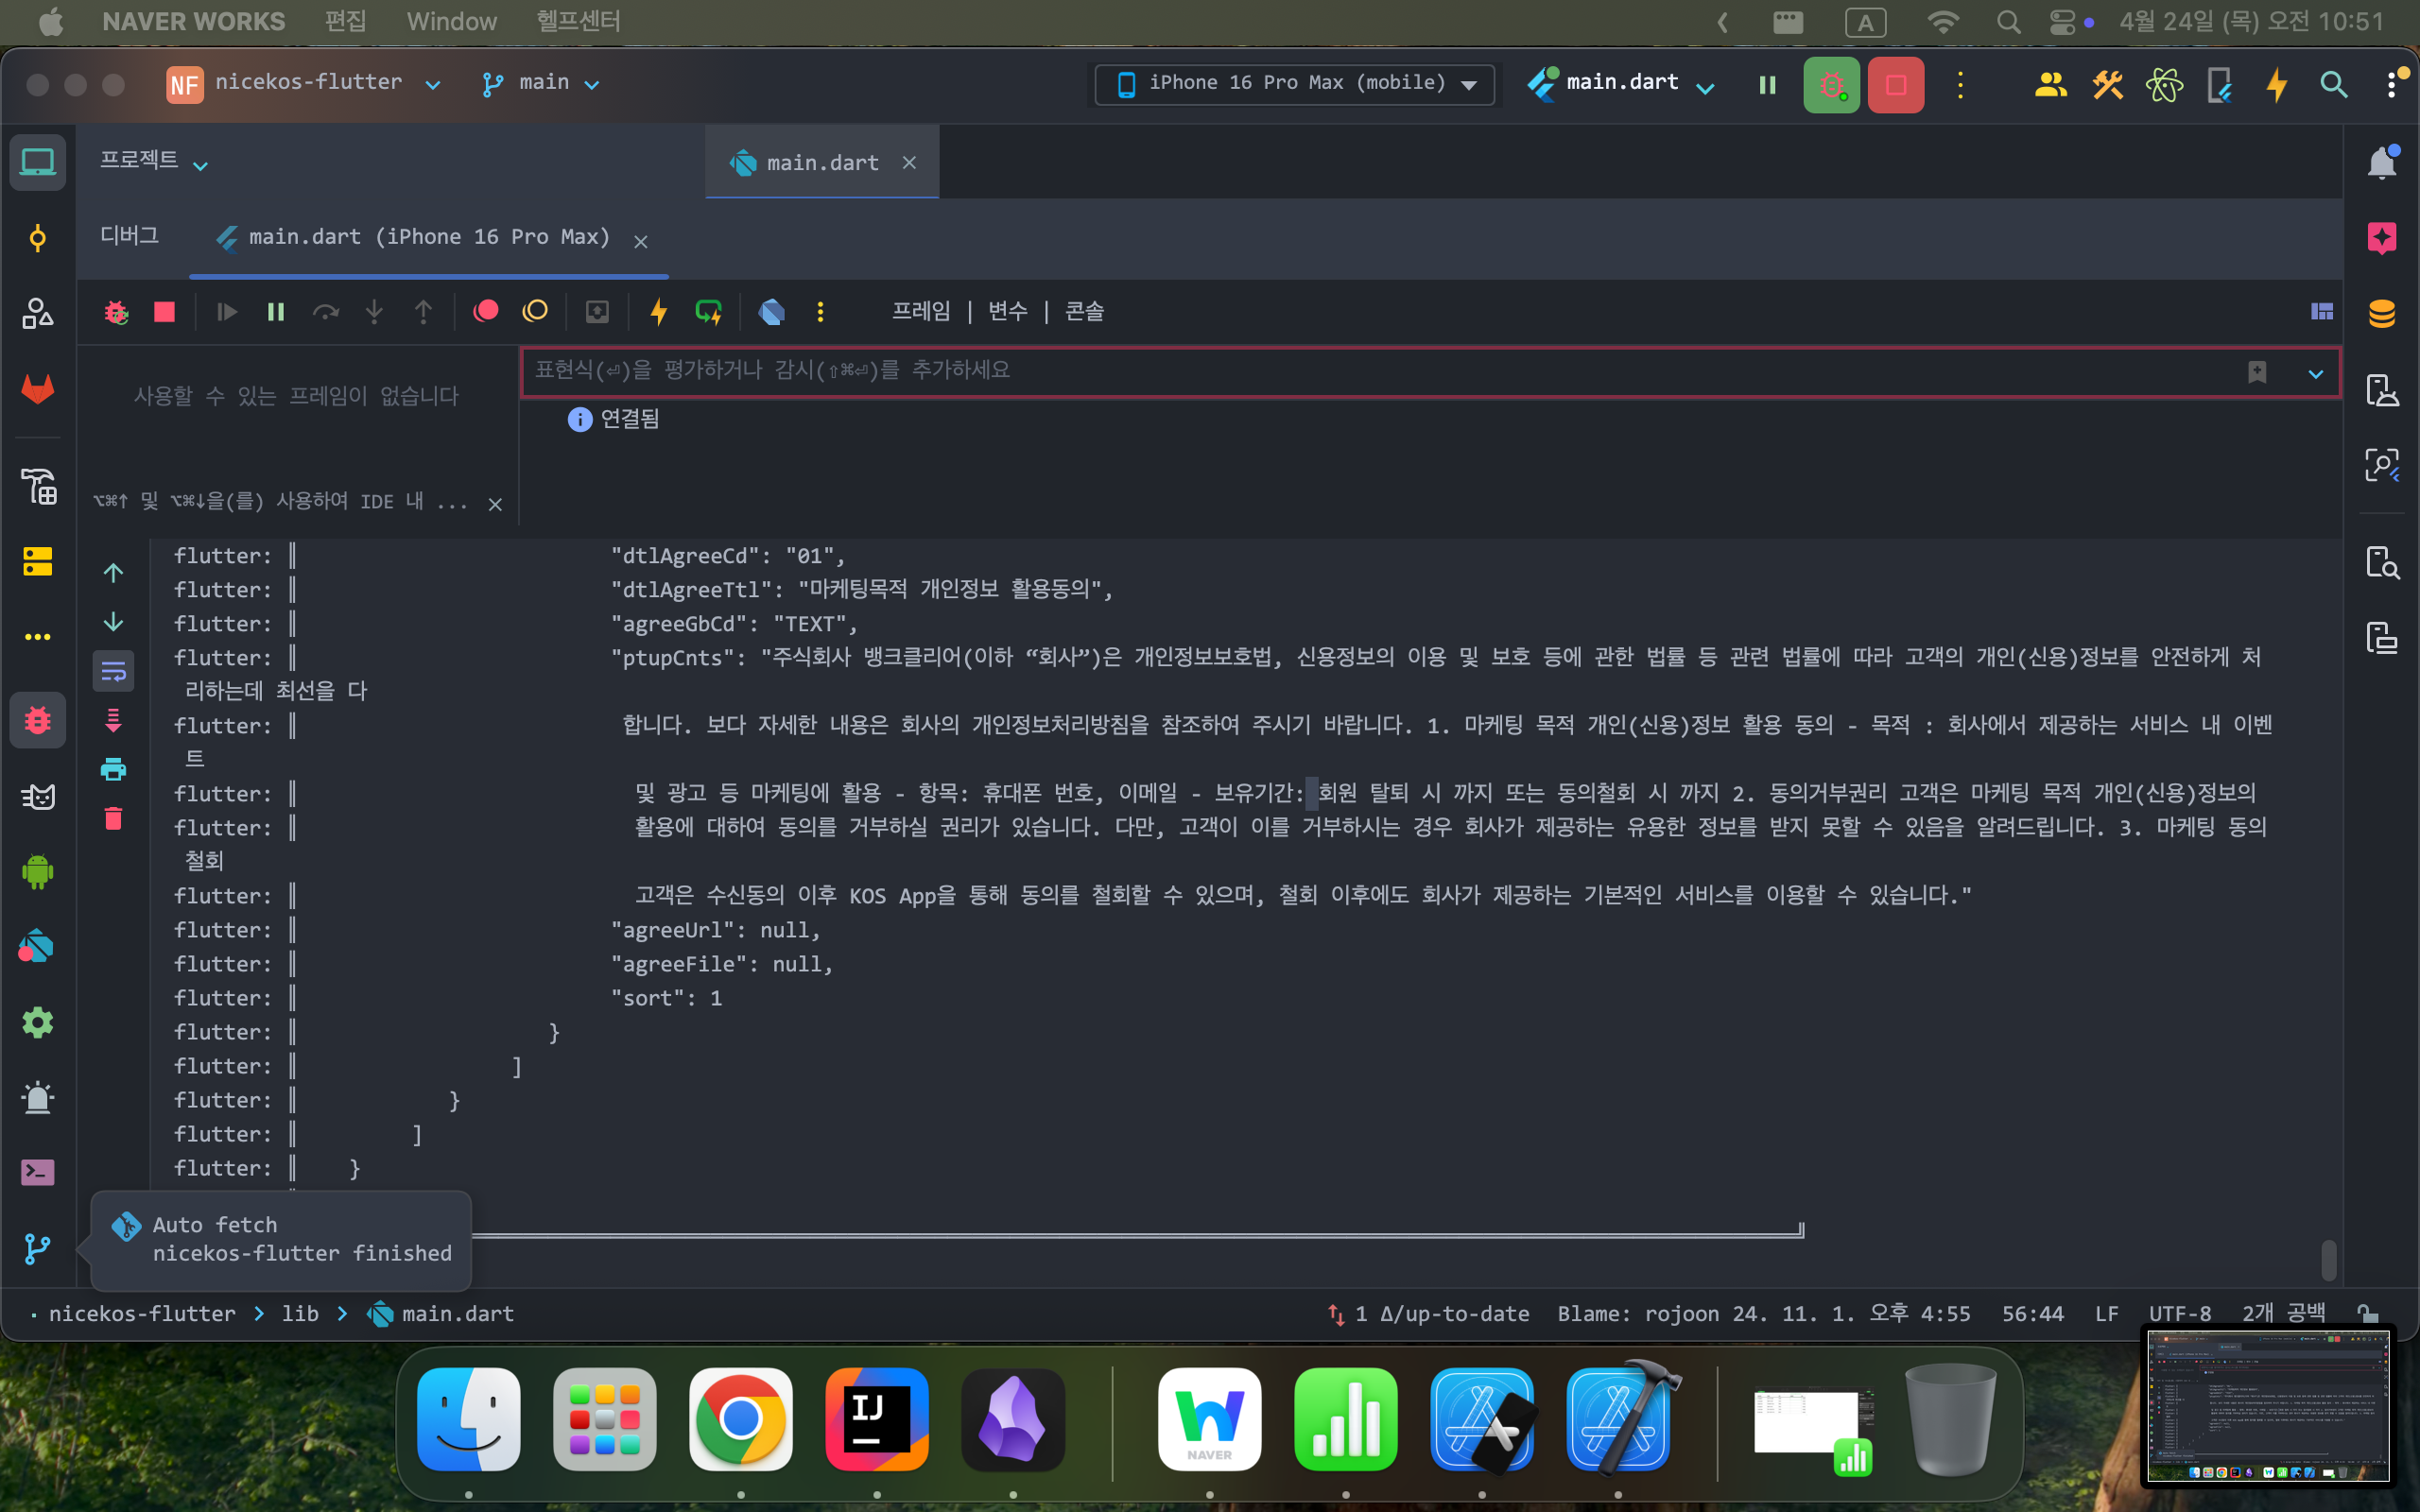 NAVER WORKS 편집 Window 헬프센터 A 4월 24일 (목) 오전 10:51
NF nicekos-flutter main iPhone 16 Pro Max (mobile) main.dart
프로젝트 main.dart
디버그 main.dart (iPhone 16 Pro Max)
프레임 | 변수 | 콘솔
표현식(⏎)을 평가하거나 감시(⇧⌘⏎)를 추가하세요
사용할 수 있는 프레임이 없습니다
연결됨
⌥⌘↑ 및 ⌥⌘↓을(를) 사용하여 IDE 내 ...
flutter: ║ "dtlAgreeCd": "01",
flutter: ║ "dtlAgreeTtl": "마케팅목적 개인정보 활용동의",
flutter: ║ "agreeGbCd": "TEXT",
flutter: ║ "ptupCnts": "주식회사 뱅크클리어(이하 “회사”)은 개인정보보호법, 신용정보의 이용 및 보호 등에 관한 법률 등 관련 법률에 따라 고객의 개인(신용)정보를 안전하게 처
리하는데 최선을 다
flutter: ║ 합니다. 보다 자세한 내용은 회사의 개인정보처리방침을 참조하여 주시기 바랍니다. 1. 마케팅 목적 개인(신용)정보 활용 동의 - 목적 : 회사에서 제공하는 서비스 내 이벤
트
flutter: ║ 및 광고 등 마케팅에 활용 - 항목: 휴대폰 번호, 이메일 - 보유기간: 회원 탈퇴 시 까지 또는 동의철회 시 까지 2. 동의거부권리 고객은 마케팅 목적 개인(신용)정보의
flutter: ║ 활용에 대하여 동의를 거부하실 권리가 있습니다. 다만, 고객이 이를 거부하시는 경우 회사가 제공하는 유용한 정보를 받지 못할 수 있음을 알려드립니다. 3. 마케팅 동의
철회
flutter: ║ 고객은 수신동의 이후 KOS App을 통해 동의를 철회할 수 있으며, 철회 이후에도 회사가 제공하는 기본적인 서비스를 이용할 수 있습니다."
flutter: ║ "agreeUrl": null,
flutter: ║ "agreeFile": null,
flutter: ║ "sort": 1
flutter: ║ }
flutter: ║ ]
flutter: ║ }
flutter: ║ ]
flutter: ║ }
Auto fetch
nicekos-flutter finished
nicekos-flutter > lib > main.dart 1 Δ/up-to-date Blame: rojoon 24. 11. 1. 오후 4:55 56:44 LF UTF-8 2개 공백
IJ
W
NAVER